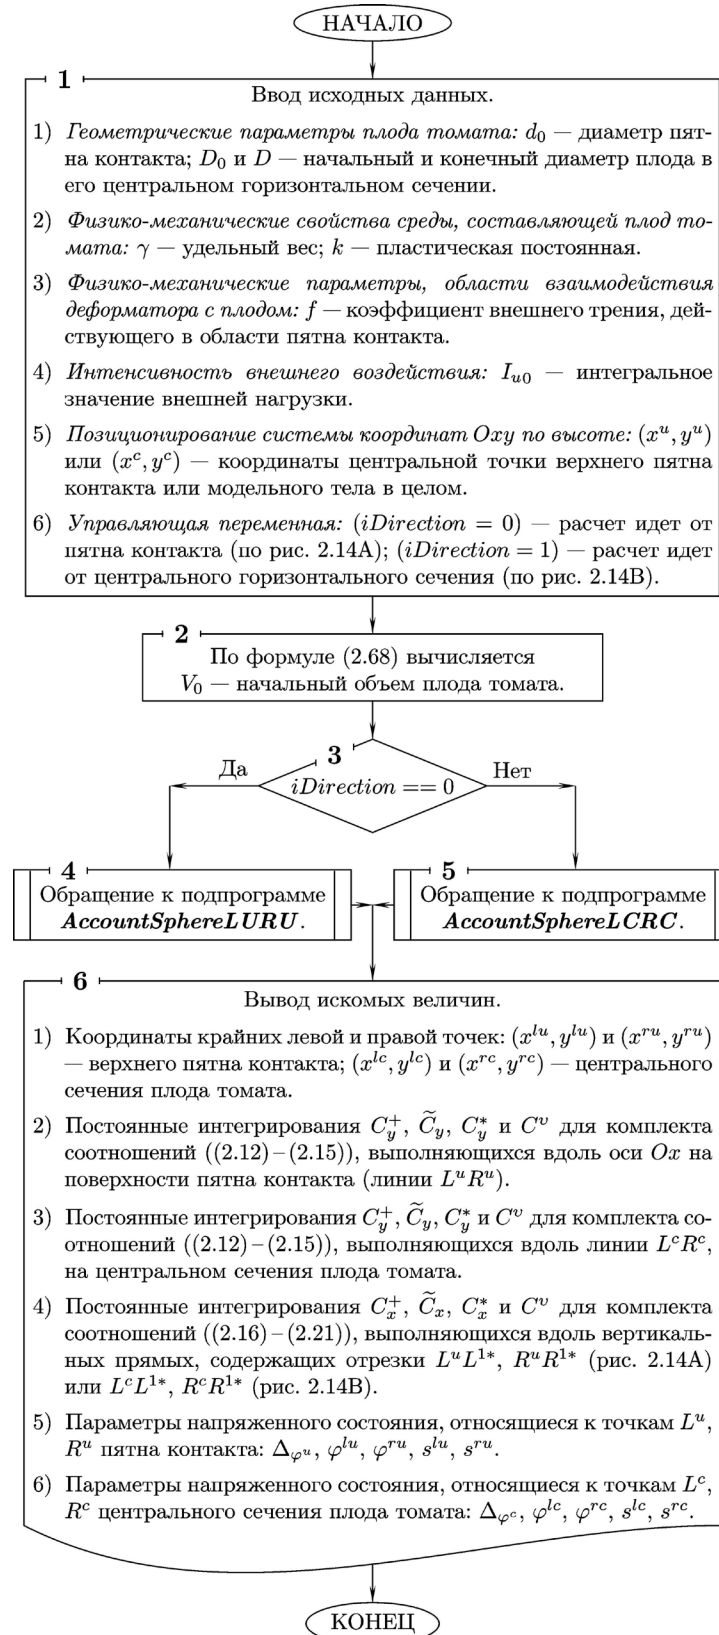 НАЧАЛО
1
Ввод исходных данных.
1) Геометрические параметры плода томата: d₀ — диаметр пят-
на контакта; D₀ и D — начальный и конечный диаметр плода в
его центральном горизонтальном сечении.
2) Физико-механические свойства среды, составляющей плод то-
мата: γ — удельный вес; k — пластическая постоянная.
3) Физико-механические параметры, области взаимодействия
деформатора с плодом: f — коэффициент внешнего трения, дей-
ствующего в области пятна контакта.
4) Интенсивность внешнего воздействия: I_{u0} — интегральное
значение внешней нагрузки.
5) Позиционирование системы координат Oxy по высоте: (x^u, y^u)
или (x^c, y^c) — координаты центральной точки верхнего пятна
контакта или модельного тела в целом.
6) Управляющая переменная: (iDirection = 0) — расчет идет от
пятна контакта (по рис. 2.14А); (iDirection = 1) — расчет идет
от центрального горизонтального сечения (по рис. 2.14В).
2
По формуле (2.68) вычисляется
V₀ — начальный объем плода томата.
3
Да
iDirection == 0
Нет
4
Обращение к подпрограмме
AccountSphereLURU.
5
Обращение к подпрограмме
AccountSphereLCRC.
6
Вывод искомых величин.
1) Координаты крайних левой и правой точек: (x^{lu}, y^{lu}) и (x^{ru}, y^{ru})
— верхнего пятна контакта; (x^{lc}, y^{lc}) и (x^{rc}, y^{rc}) — центрального
сечения плода томата.
2) Постоянные интегрирования C_y^+, C̃_y, C_y^* и C^υ для комплекта
соотношений ((2.12) – (2.15)), выполняющихся вдоль оси Ox на
поверхности пятна контакта (линии L^uR^u).
3) Постоянные интегрирования C_y^+, C̃_y, C_y^* и C^υ для комплекта со-
отношений ((2.12) – (2.15)), выполняющихся вдоль линии L^cR^c,
на центральном сечения плода томата.
4) Постоянные интегрирования C_x^+, C̃_x, C_x^* и C^υ для комплекта
соотношений ((2.16) – (2.21)), выполняющихся вдоль вертикаль-
ных прямых, содержащих отрезки L^uL^{1*}, R^uR^{1*} (рис. 2.14А)
или L^cL^{1*}, R^cR^{1*} (рис. 2.14В).
5) Параметры напряженного состояния, относящиеся к точкам L^u,
R^u пятна контакта: Δ_{φ^u}, φ^{lu}, φ^{ru}, s^{lu}, s^{ru}.
6) Параметры напряженного состояния, относящиеся к точкам L^c,
R^c центрального сечения плода томата: Δ_{φ^c}, φ^{lc}, φ^{rc}, s^{lc}, s^{rc}.
КОНЕЦ